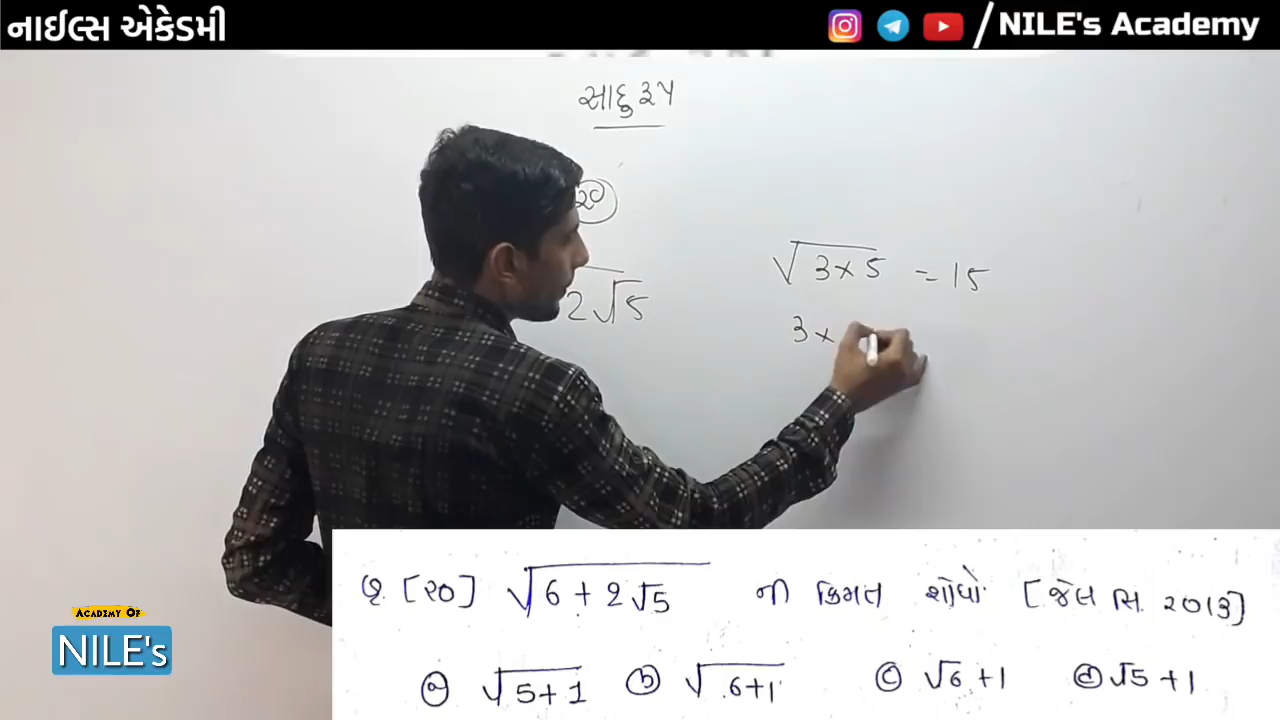 નાઈલ્સ એકેડમી
/NILE's Academy
સાદુ રૂપ
૨૦
2√5
√3×5 = 15
3×
પ્ર [૨૦] √6 + 2√5 ની કિંમત શોધો [જેલ સિ. ૨૦૧૩]
ⓐ √5+1 ⓑ √6+1 ⓒ √6 +1 ⓓ √5 +1
ACADEMY OF
NILE's